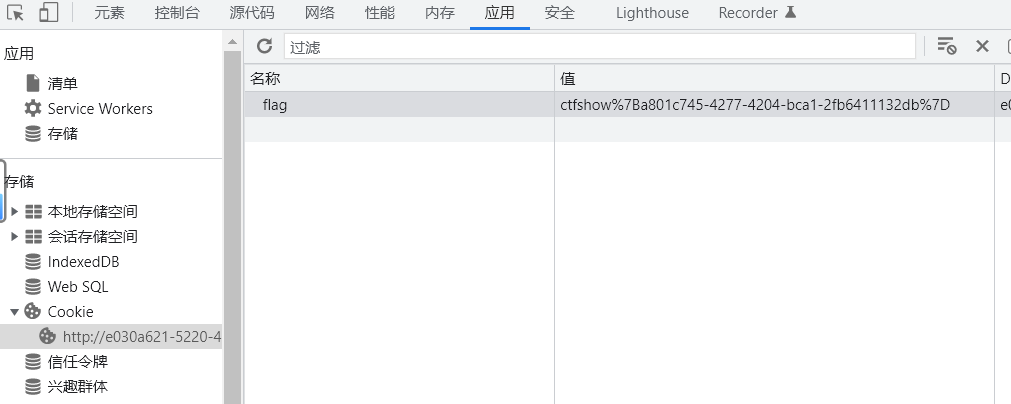 元素 控制台 源代码 网络 性能 内存 应用 安全 Lighthouse Recorder
应用
清单
Service Workers
存储
存储
本地存储空间
会话存储空间
IndexedDB
Web SQL
Cookie
http://e030a621-5220-4
信任令牌
兴趣群体
过滤
名称 值 D
flag ctfshow%7Ba801c745-4277-4204-bca1-2fb6411132db%7D e0